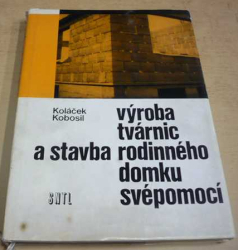 Koláček
Kobosil
výroba
tvárnic
a stavba rodinného
domku
svépomocí
SNTL